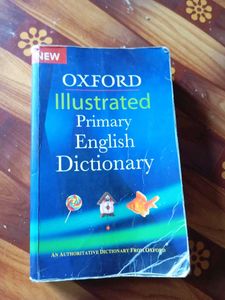 NEW
OXFORD
Illustrated
Primary
English
Dictionary
AN AUTHORITATIVE DICTIONARY FROM OXFORD